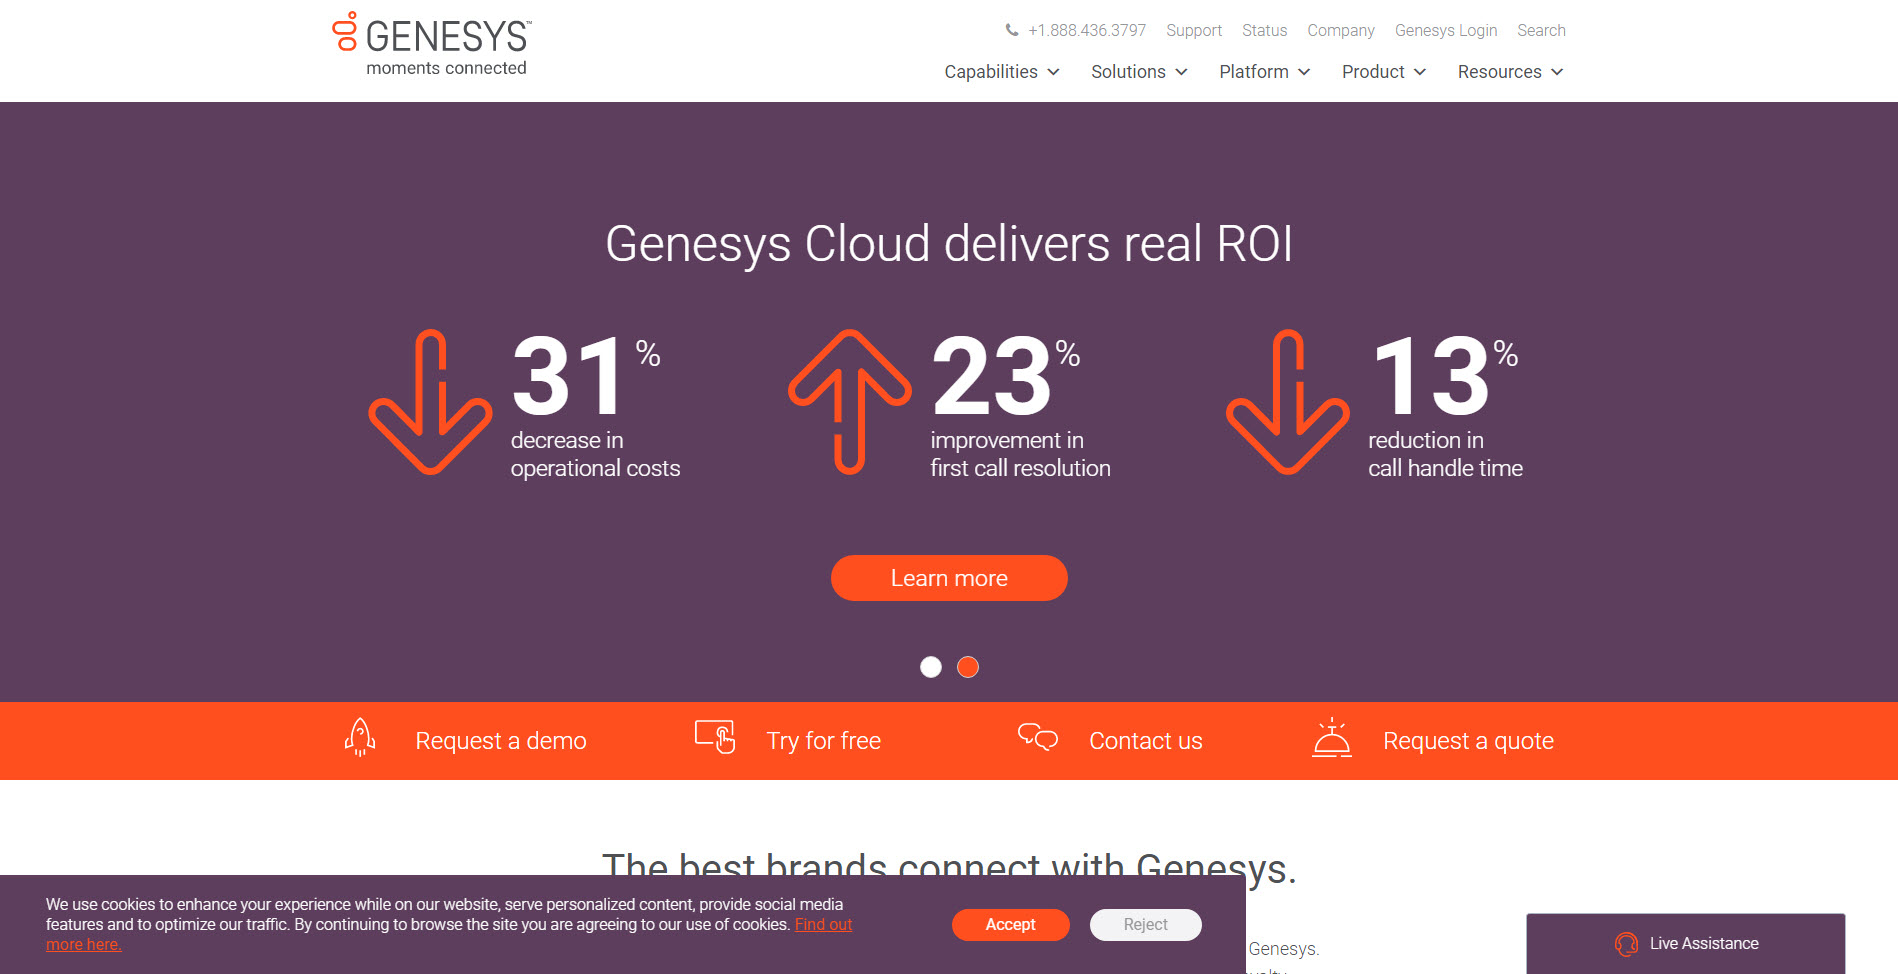 GENESYS™
moments connected
+1.888.436.3797 Support Status Company Genesys Login Search
Capabilities Solutions Platform Product Resources
Genesys Cloud delivers real ROI
31%
decrease in
operational costs
23%
improvement in
first call resolution
13%
reduction in
call handle time
Learn more
Request a demo Try for free Contact us Request a quote
The best brands connect with Genesys.
We use cookies to enhance your experience while on our website, serve personalized content, provide social media
features and to optimize our traffic. By continuing to browse the site you are agreeing to our use of cookies. Find out
more here.
Accept Reject
Genesys.
Live Assistance